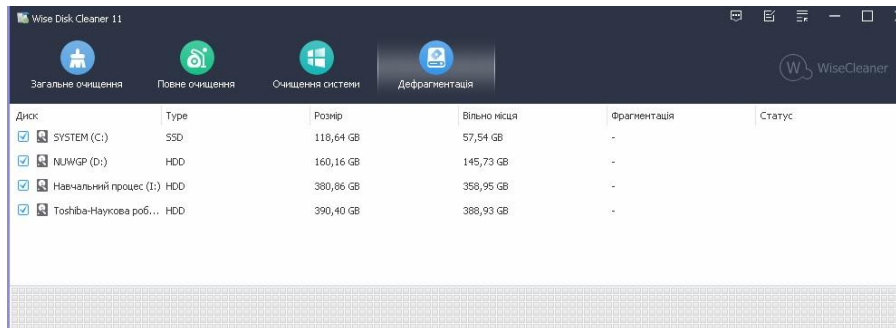 Wise Disk Cleaner 11
Загальне очищення Повне очищення Очищення системи Дефрагментація
WiseCleaner
Диск Type Розмір Вільно місця Фрагментація Статус
SYSTEM (C:) SSD 118,64 GB 57,54 GB -
NUWGP (D:) HDD 160,16 GB 145,73 GB -
Навчальний процес (I:) HDD 380,86 GB 358,95 GB -
Toshiba-Наукова роб... HDD 390,40 GB 388,93 GB -